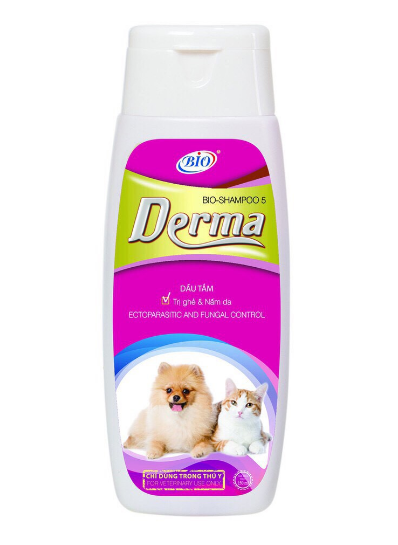 BIO
BIO-SHAMPOO 5
Derma
DẦU TẮM
Trị ghẻ & Nấm da
ECTOPARASITIC AND FUNGAL CONTROL
CHỈ DÙNG TRONG THÚ Y
FOR VETERINARY USE ONLY